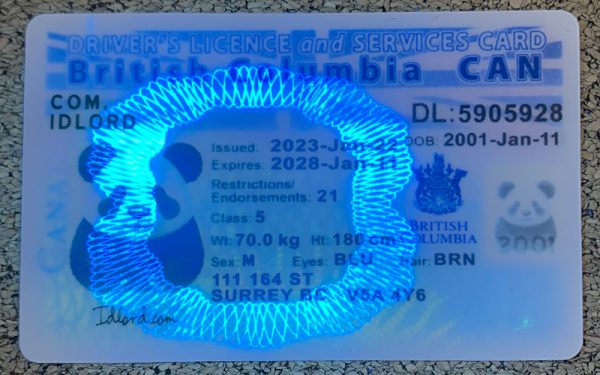 DRIVER'S LICENCE and SERVICES CARD
British Columbia CAN
COM.
IDLORD
DL:5905928
Issued: 2023-Jan-22
DOB: 2001-Jan-11
Expires: 2028-Jan-11
Restrictions/
Endorsements: 21
Class: 5
Wt: 70.0 kg Ht: 180 cm
Sex: M Eyes: BLU Hair: BRN
111 164 ST
SURREY BC V5A 4Y6
BRITISH
COLUMBIA
2001
Idlord.com